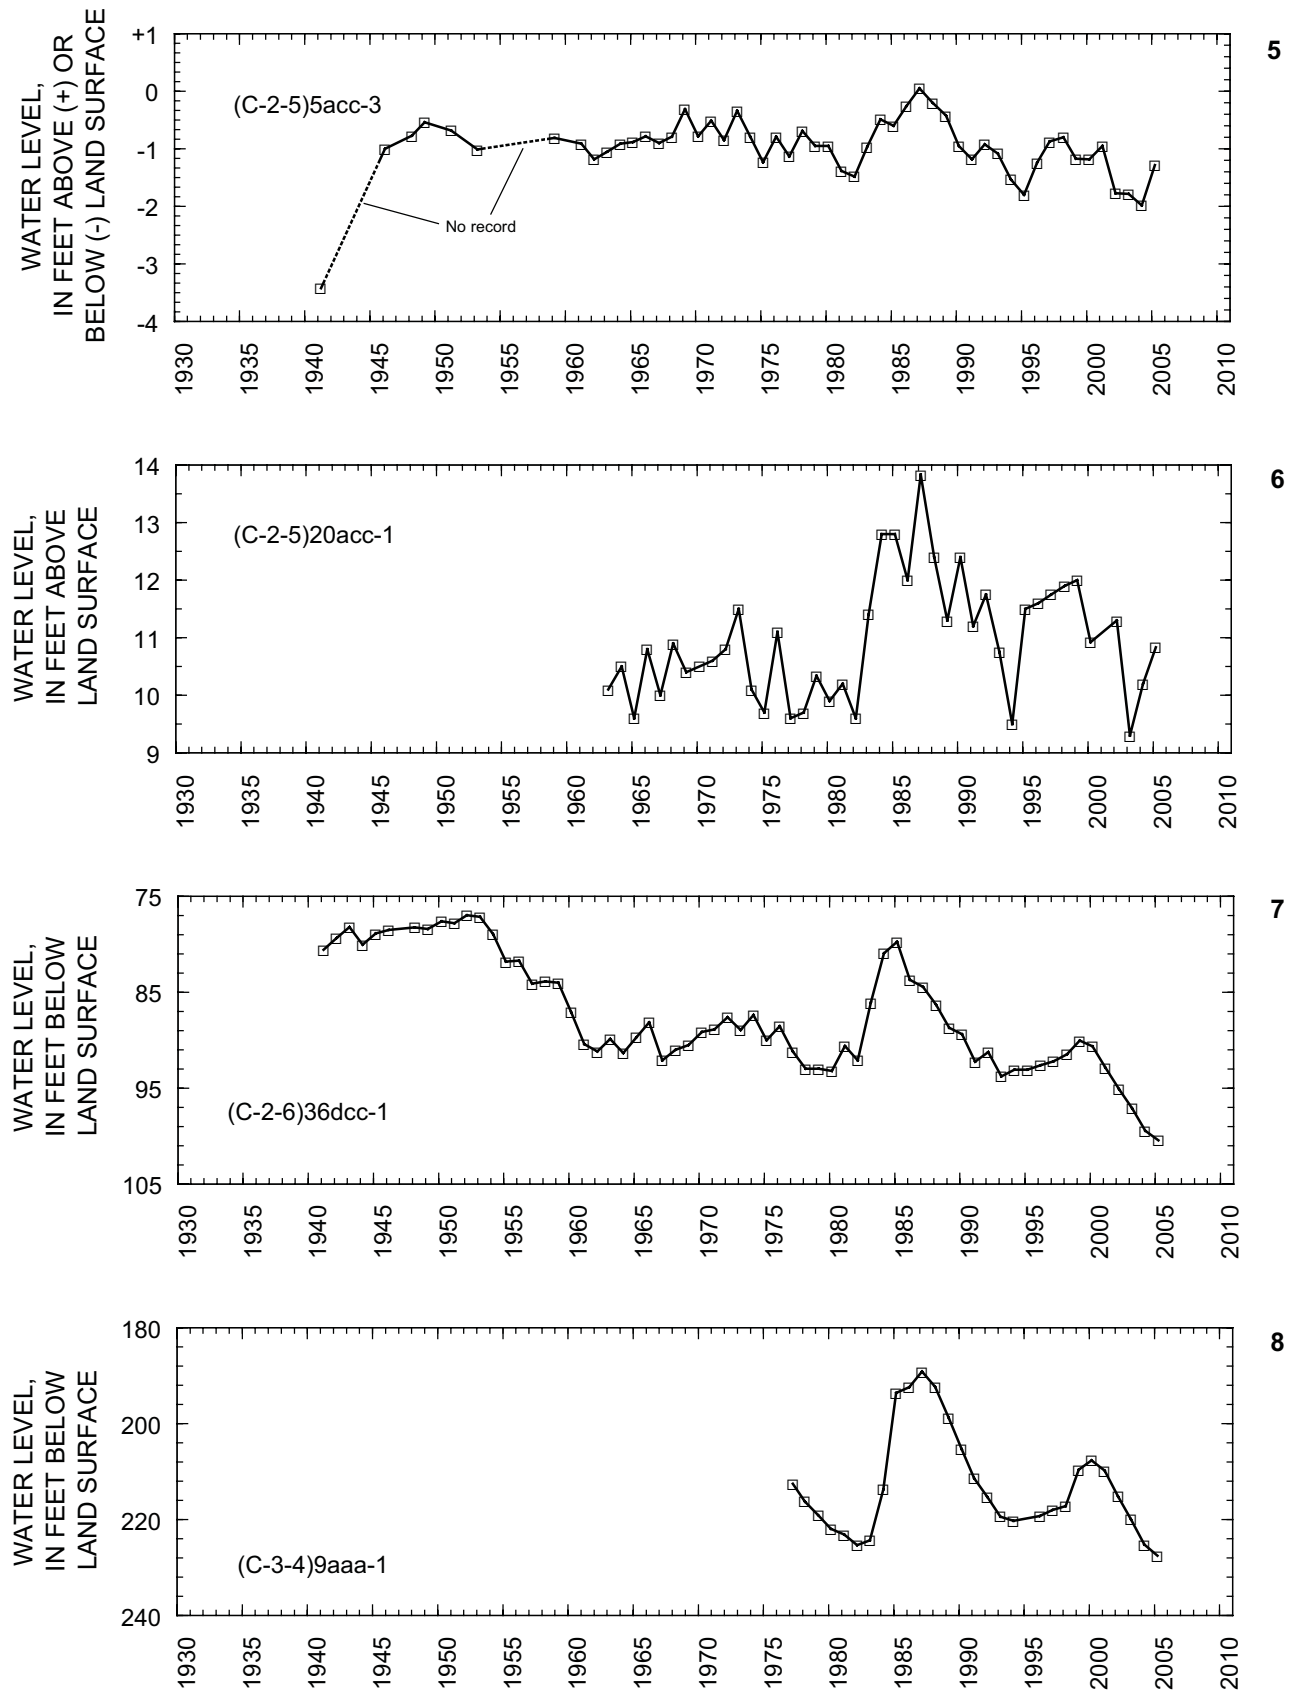 WATER LEVEL,
IN FEET ABOVE (+) OR
BELOW (-) LAND SURFACE
+1
0
-1
-2
-3
-4
(C-2-5)5acc-3
No record
5
1930 1935 1940 1945 1950 1955 1960 1965 1970 1975 1980 1985 1990 1995 2000 2005 2010
WATER LEVEL,
IN FEET ABOVE
LAND SURFACE
14
13
12
11
10
9
(C-2-5)20acc-1
6
1930 1935 1940 1945 1950 1955 1960 1965 1970 1975 1980 1985 1990 1995 2000 2005 2010
WATER LEVEL,
IN FEET BELOW
LAND SURFACE
75
85
95
105
(C-2-6)36dcc-1
7
1930 1935 1940 1945 1950 1955 1960 1965 1970 1975 1980 1985 1990 1995 2000 2005 2010
WATER LEVEL,
IN FEET BELOW
LAND SURFACE
180
200
220
240
(C-3-4)9aaa-1
8
1930 1935 1940 1945 1950 1955 1960 1965 1970 1975 1980 1985 1990 1995 2000 2005 2010